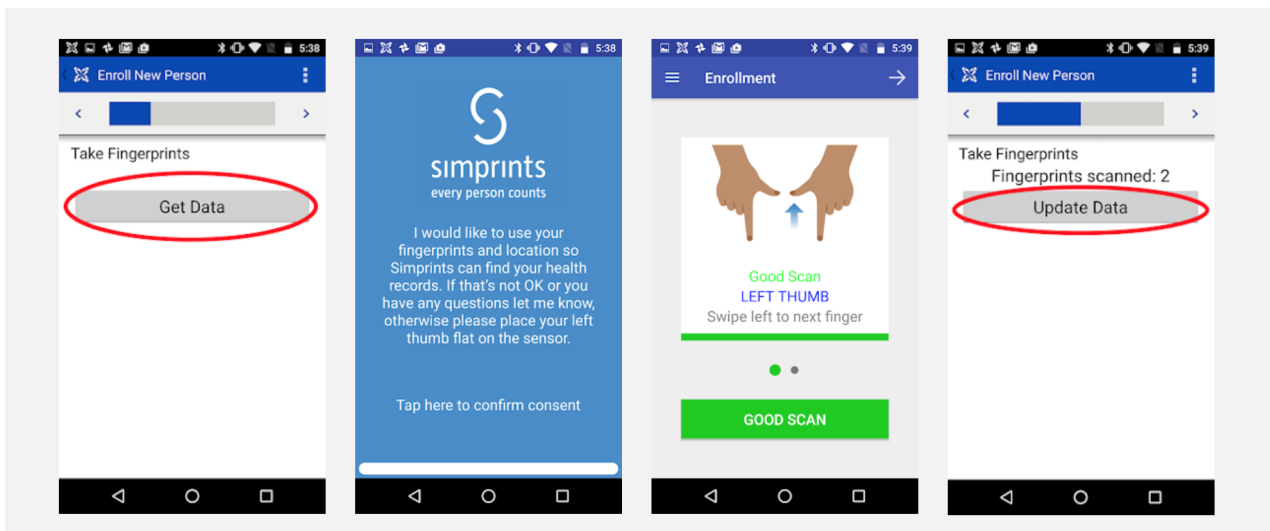 5:38
Enroll New Person
Take Fingerprints
Get Data
5:38
simprints
every person counts
I would like to use your
fingerprints and location so
Simprints can find your health
records. If that's not OK or you
have any questions let me know,
otherwise please place your left
thumb flat on the sensor.
Tap here to confirm consent
5:39
Enrollment
Good Scan
LEFT THUMB
Swipe left to next finger
GOOD SCAN
5:39
Enroll New Person
Take Fingerprints
Fingerprints scanned: 2
Update Data